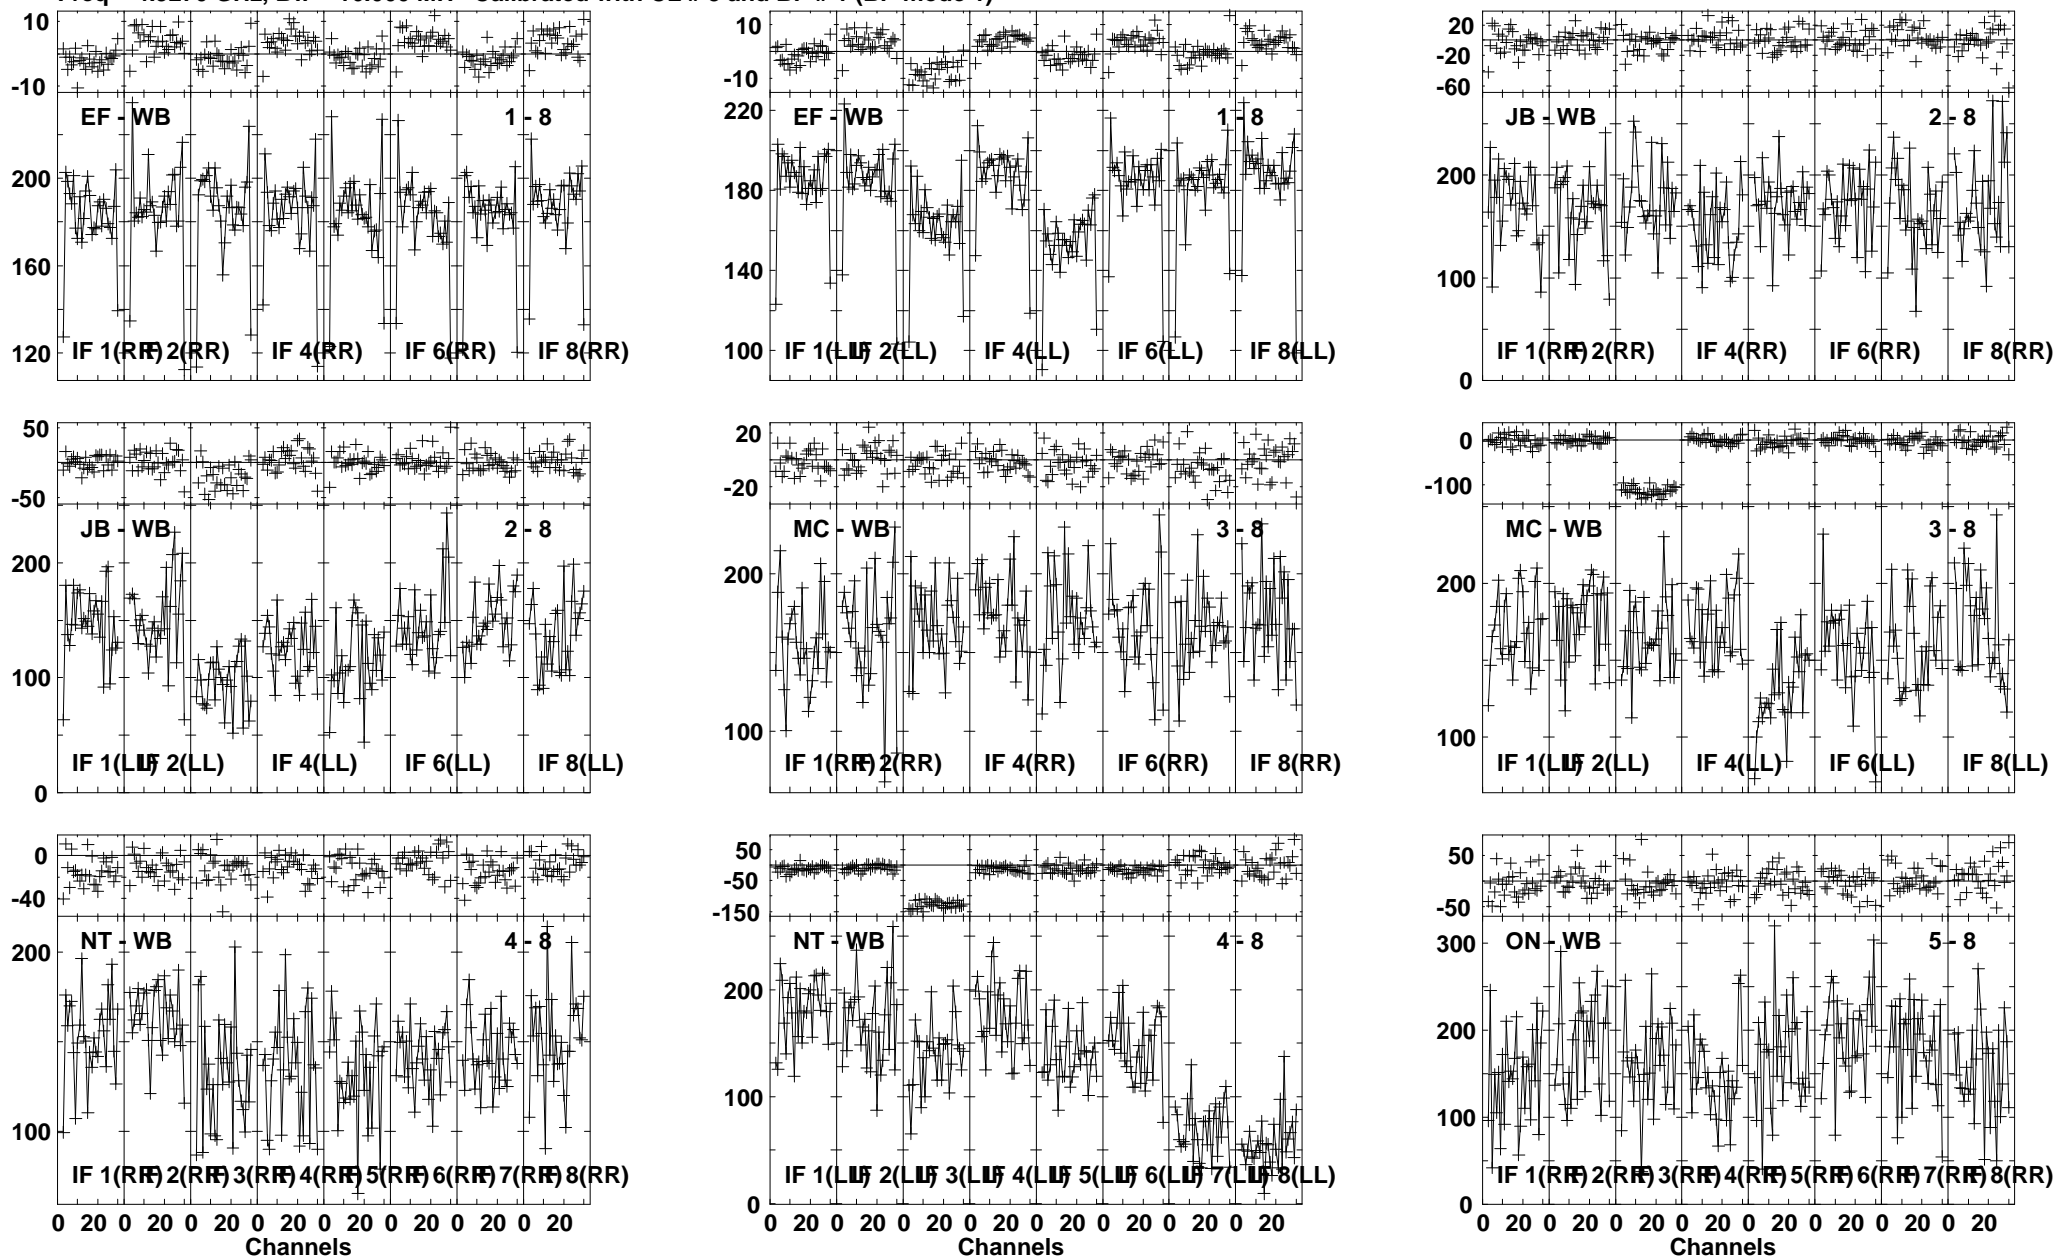 10
-10
EF - WB 1 - 8
200
160
120
IF 1(RR) IF 2(RR) IF 4(RR) IF 6(RR) IF 8(RR)
10
-10
EF - WB 1 - 8
220
180
140
100
IF 1(LL) IF 2(LL) IF 4(LL) IF 6(LL) IF 8(LL)
20
-20
-60
JB - WB 2 - 8
200
100
0
IF 1(RR) IF 2(RR) IF 4(RR) IF 6(RR) IF 8(RR)
50
-50
JB - WB 2 - 8
200
100
0
IF 1(LL) IF 2(LL) IF 4(LL) IF 6(LL) IF 8(LL)
20
-20
MC - WB 3 - 8
200
100
IF 1(RR) IF 2(RR) IF 4(RR) IF 6(RR) IF 8(RR)
0
-100
MC - WB 3 - 8
200
100
IF 1(LL) IF 2(LL) IF 4(LL) IF 6(LL) IF 8(LL)
0
-40
NT - WB 4 - 8
200
100
IF 1(RR) IF 2(RR) IF 3(RR) IF 4(RR) IF 5(RR) IF 6(RR) IF 7(RR) IF 8(RR)
0 20 0 20 0 20 0 20 0 20 0 20 0 20 0 20
Channels
50
-50
-150
NT - WB 4 - 8
200
100
0
IF 1(LL) IF 2(LL) IF 3(LL) IF 4(LL) IF 5(LL) IF 6(LL) IF 7(LL) IF 8(LL)
0 20 0 20 0 20 0 20 0 20 0 20 0 20 0 20
Channels
50
-50
ON - WB 5 - 8
300
200
100
0
IF 1(RR) IF 2(RR) IF 3(RR) IF 4(RR) IF 5(RR) IF 6(RR) IF 7(RR) IF 8(RR)
0 20 0 20 0 20 0 20 0 20 0 20 0 20 0 20
Channels